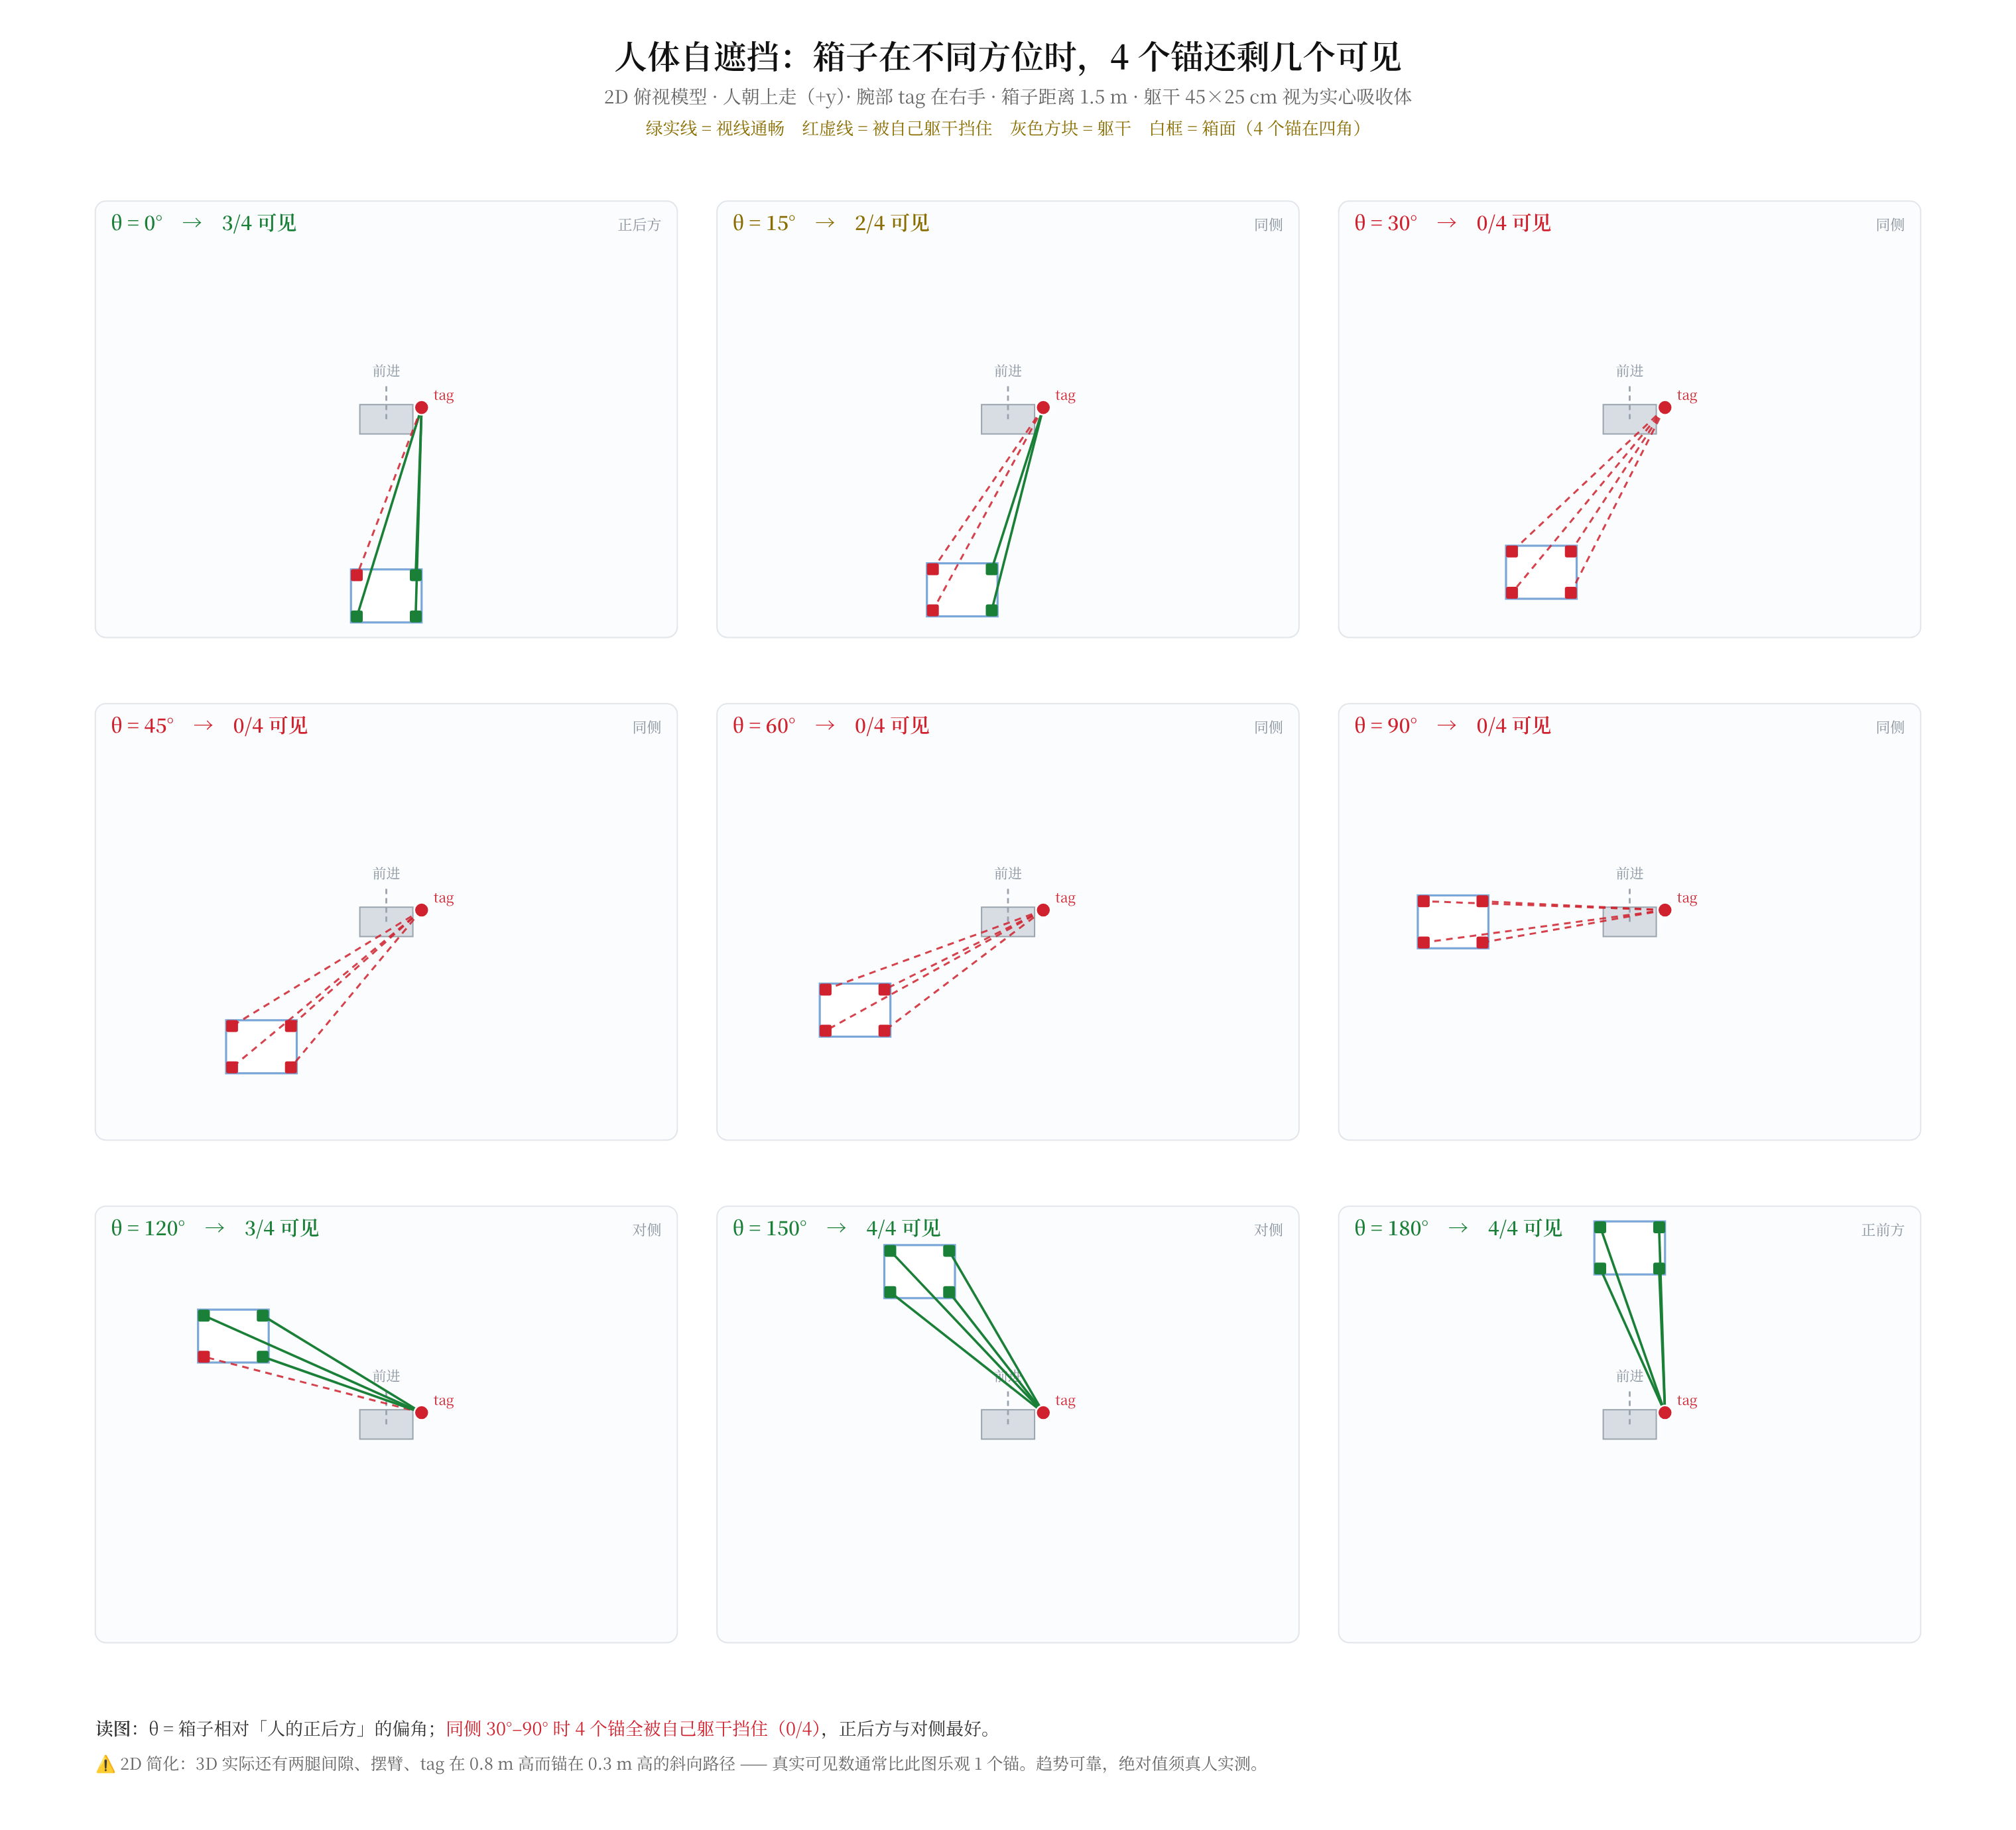 人体自遮挡：箱子在不同方位时，4 个锚还剩几个可见
2D 俯视模型 · 人朝上走（+y）· 腕部 tag 在右手 · 箱子距离 1.5 m · 躯干 45×25 cm 视为实心吸收体
绿实线 = 视线通畅 红虚线 = 被自己躯干挡住 灰色方块 = 躯干 白框 = 箱面（4 个锚在四角）
θ = 0° → 3/4 可见
正后方
前进
tag
θ = 15° → 2/4 可见
同侧
前进
tag
θ = 30° → 0/4 可见
同侧
前进
tag
θ = 45° → 0/4 可见
同侧
前进
tag
θ = 60° → 0/4 可见
同侧
前进
tag
θ = 90° → 0/4 可见
同侧
前进
tag
θ = 120° → 3/4 可见
对侧
前进
tag
θ = 150° → 4/4 可见
对侧
前进
tag
θ = 180° → 4/4 可见
正前方
前进
tag
读图：θ = 箱子相对「人的正后方」的偏角；同侧 30°–90° 时 4 个锚全被自己躯干挡住（0/4），正后方与对侧最好。
⚠️ 2D 简化：3D 实际还有两腿间隙、摆臂、tag 在 0.8 m 高而锚在 0.3 m 高的斜向路径 —— 真实可见数通常比此图乐观 1 个锚。趋势可靠，绝对值须真人实测。